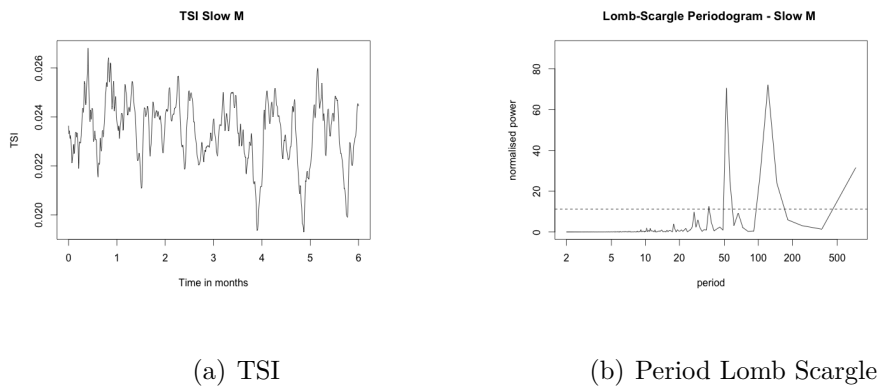 TSI Slow M
TSI
0.020 0.022 0.024 0.026
0 1 2 3 4 5 6
Time in months
(a) TSI
Lomb-Scargle Periodogram - Slow M
normalised power
0 20 40 60 80
2 5 10 20 50 100 200 500
period
(b) Period Lomb Scargle